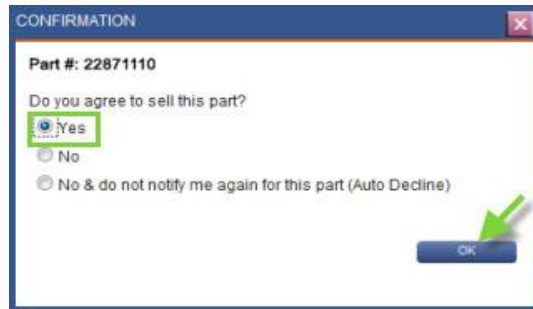 CONFIRMATION
Part #: 22871110
Do you agree to sell this part?
Yes
No
No & do not notify me again for this part (Auto Decline)
OK